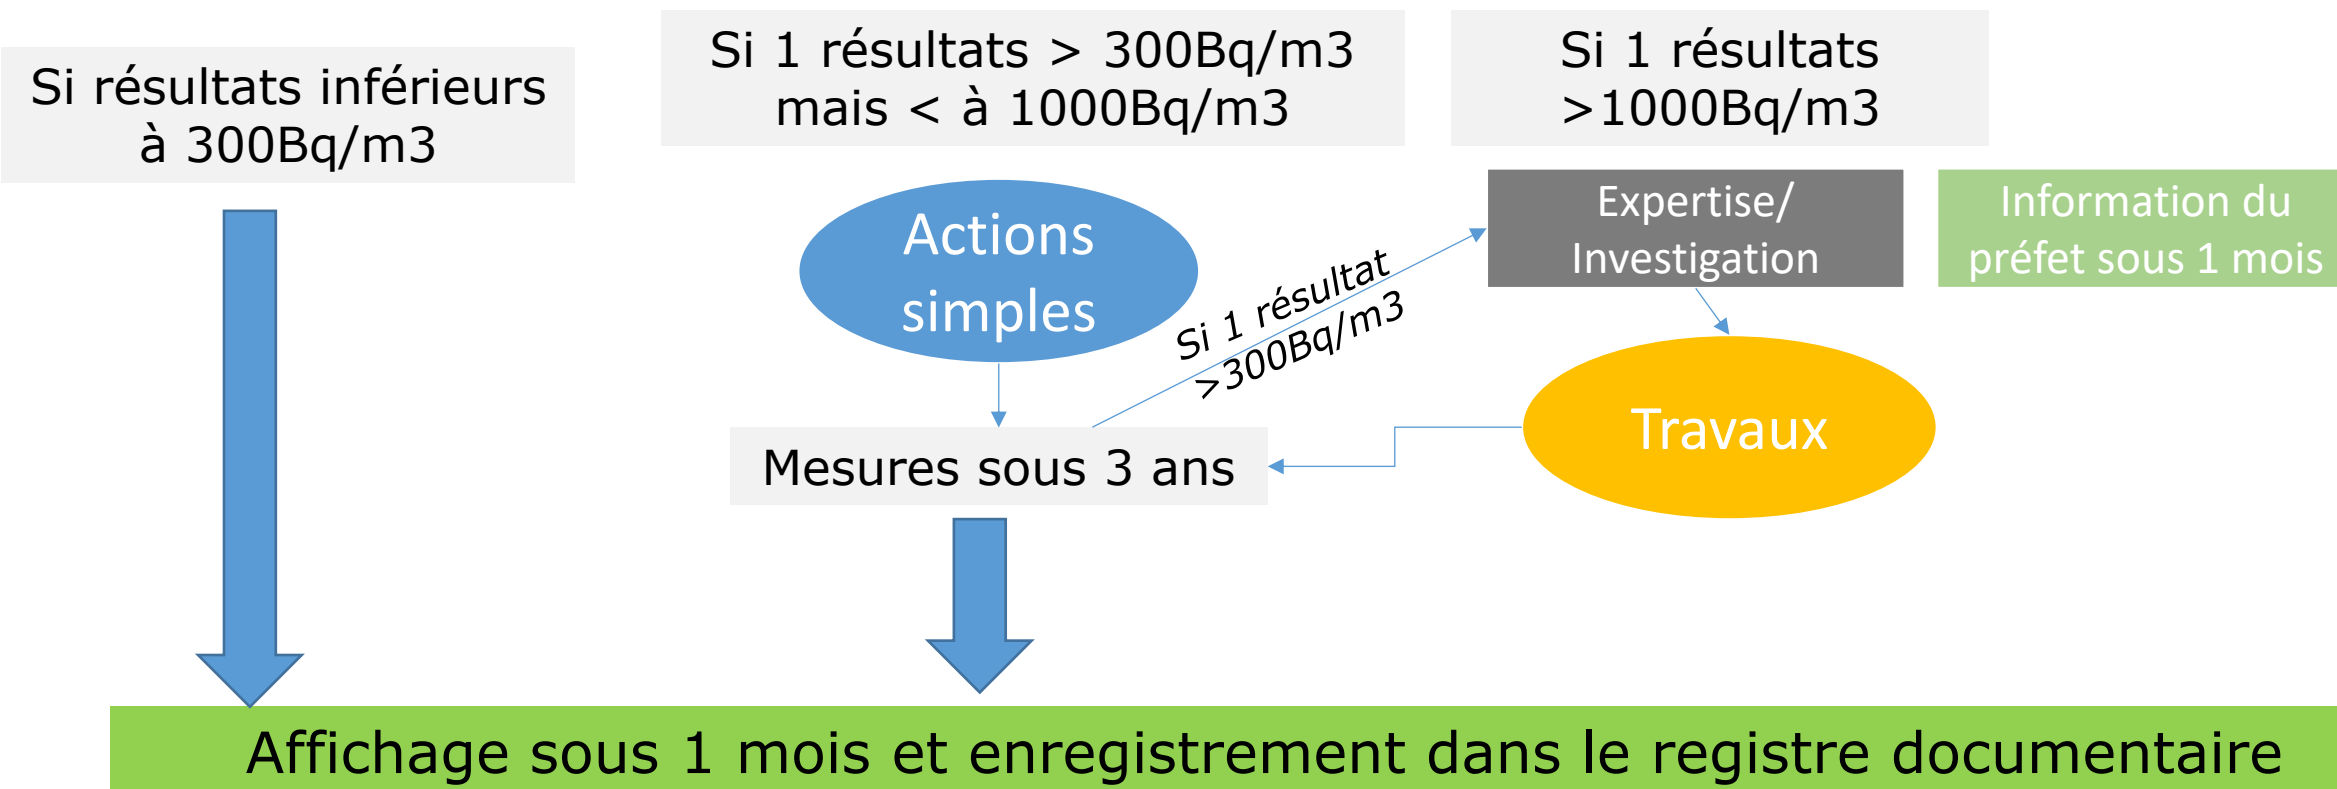 Si résultats inférieurs
à 300Bq/m3
Si 1 résultats > 300Bq/m3
mais < à 1000Bq/m3
Si 1 résultats
>1000Bq/m3
Actions
simples
Expertise/
Investigation
Information du
préfet sous 1 mois
Si 1 résultat
>300Bq/m3
Travaux
Mesures sous 3 ans
Affichage sous 1 mois et enregistrement dans le registre documentaire